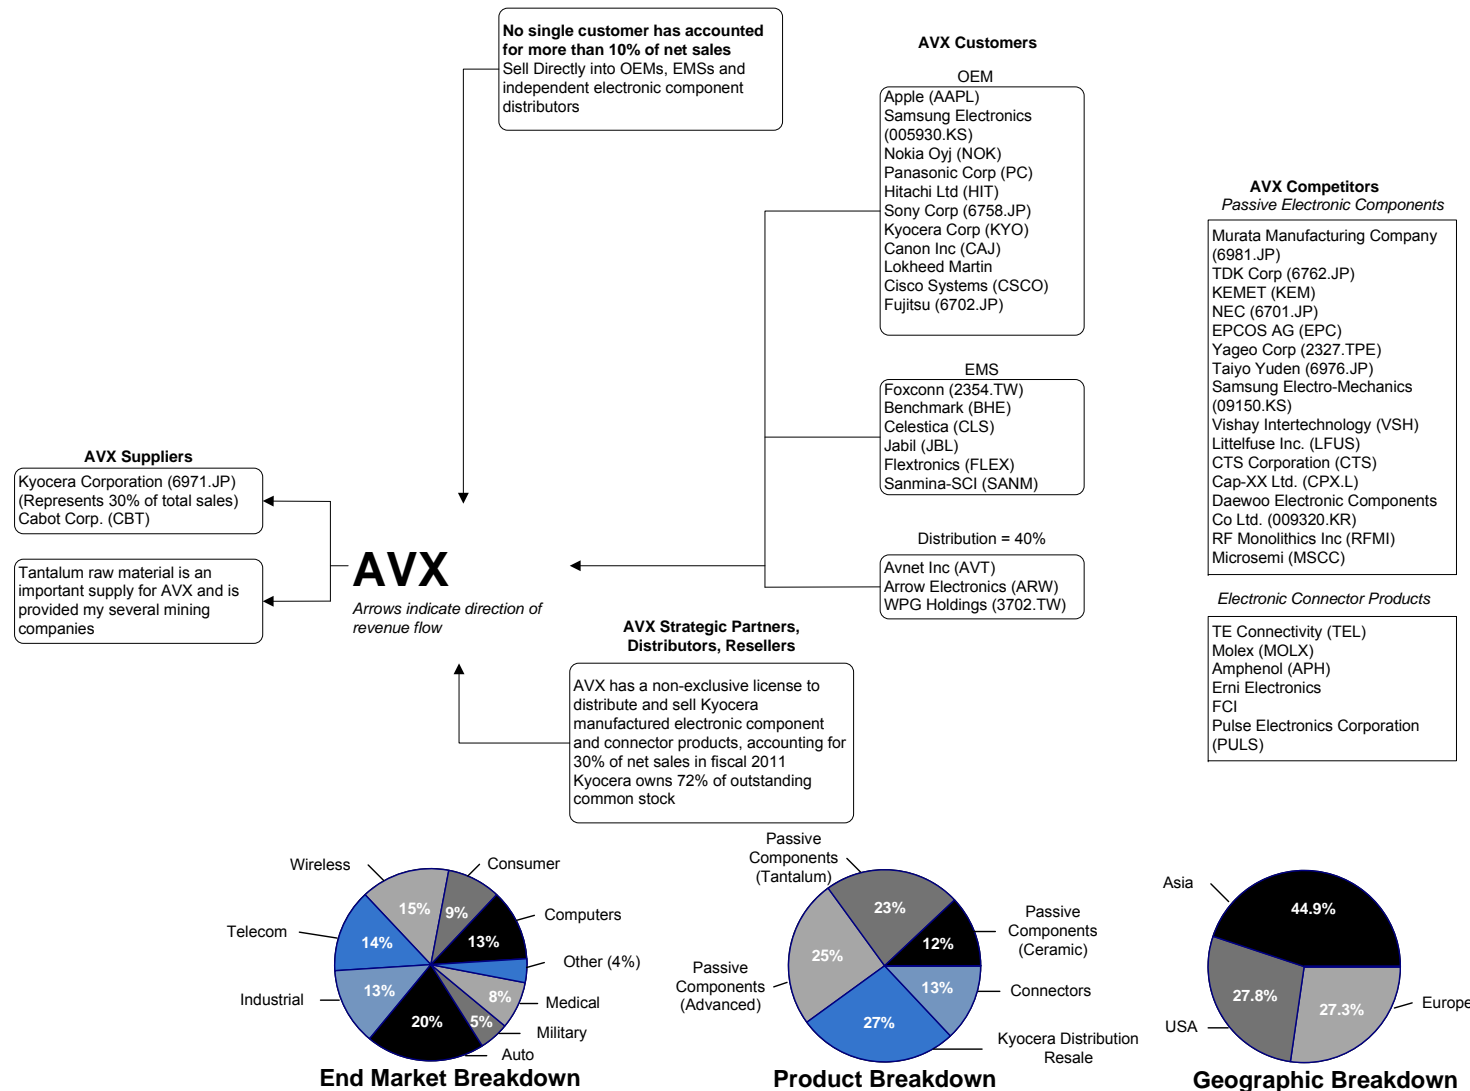 No single customer has accounted
for more than 10% of net sales
Sell Directly into OEMs, EMSs and
independent electronic component
distributors
AVX Customers
OEM
Apple (AAPL)
Samsung Electronics
(005930.KS)
Nokia Oyj (NOK)
Panasonic Corp (PC)
Hitachi Ltd (HIT)
Sony Corp (6758.JP)
Kyocera Corp (KYO)
Canon Inc (CAJ)
Lokheed Martin
Cisco Systems (CSCO)
Fujitsu (6702.JP)
EMS
Foxconn (2354.TW)
Benchmark (BHE)
Celestica (CLS)
Jabil (JBL)
Flextronics (FLEX)
Sanmina-SCI (SANM)
Distribution = 40%
Avnet Inc (AVT)
Arrow Electronics (ARW)
WPG Holdings (3702.TW)
AVX Competitors
Passive Electronic Components
Murata Manufacturing Company
(6981.JP)
TDK Corp (6762.JP)
KEMET (KEM)
NEC (6701.JP)
EPCOS AG (EPC)
Yageo Corp (2327.TPE)
Taiyo Yuden (6976.JP)
Samsung Electro-Mechanics
(09150.KS)
Vishay Intertechnology (VSH)
Littelfuse Inc. (LFUS)
CTS Corporation (CTS)
Cap-XX Ltd. (CPX.L)
Daewoo Electronic Components
Co Ltd. (009320.KR)
RF Monolithics Inc (RFMI)
Microsemi (MSCC)
Electronic Connector Products
TE Connectivity (TEL)
Molex (MOLX)
Amphenol (APH)
Erni Electronics
FCI
Pulse Electronics Corporation
(PULS)
AVX Suppliers
Kyocera Corporation (6971.JP)
(Represents 30% of total sales)
Cabot Corp. (CBT)
Tantalum raw material is an
important supply for AVX and is
provided my several mining
companies
AVX
Arrows indicate direction of
revenue flow
AVX Strategic Partners,
Distributors, Resellers
AVX has a non-exclusive license to
distribute and sell Kyocera
manufactured electronic component
and connector products, accounting for
30% of net sales in fiscal 2011
Kyocera owns 72% of outstanding
common stock
Wireless
Consumer
Computers
Other (4%)
Medical
Military
Auto
Industrial
Telecom
15%
9%
13%
8%
5%
20%
13%
14%
End Market Breakdown
Passive
Components
(Tantalum)
Passive
Components
(Ceramic)
Connectors
Kyocera Distribution
Resale
Passive
Components
(Advanced)
23%
12%
13%
27%
25%
Product Breakdown
Asia
44.9%
27.8%
27.3%
USA
Europe
Geographic Breakdown